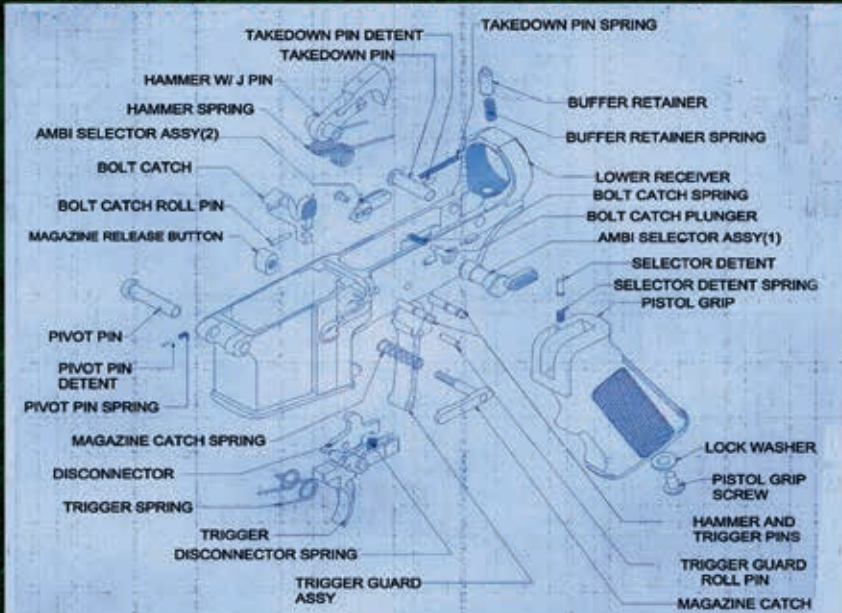 TAKEDOWN PIN DETENT
TAKEDOWN PIN
TAKEDOWN PIN SPRING
HAMMER W/ J PIN
HAMMER SPRING
AMBI SELECTOR ASSY(2)
BOLT CATCH
BOLT CATCH ROLL PIN
MAGAZINE RELEASE BUTTON
BUFFER RETAINER
BUFFER RETAINER SPRING
LOWER RECEIVER
BOLT CATCH SPRING
BOLT CATCH PLUNGER
AMBI SELECTOR ASSY(1)
SELECTOR DETENT
SELECTOR DETENT SPRING
PISTOL GRIP
PIVOT PIN
PIVOT PIN
DETENT
PIVOT PIN SPRING
MAGAZINE CATCH SPRING
DISCONNECTOR
TRIGGER SPRING
TRIGGER
DISCONNECTOR SPRING
TRIGGER GUARD
ASSY
LOCK WASHER
PISTOL GRIP
SCREW
HAMMER AND
TRIGGER PINS
TRIGGER GUARD
ROLL PIN
MAGAZINE CATCH